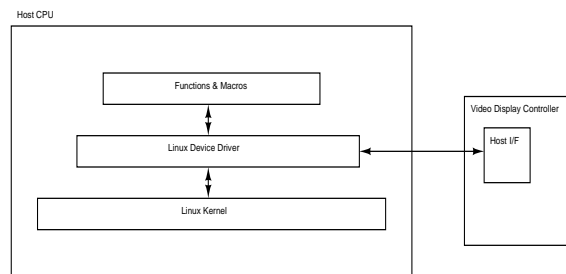 Host CPU
Functions & Macros
Linux Device Driver
Linux Kernel
Video Display Controller
Host I/F